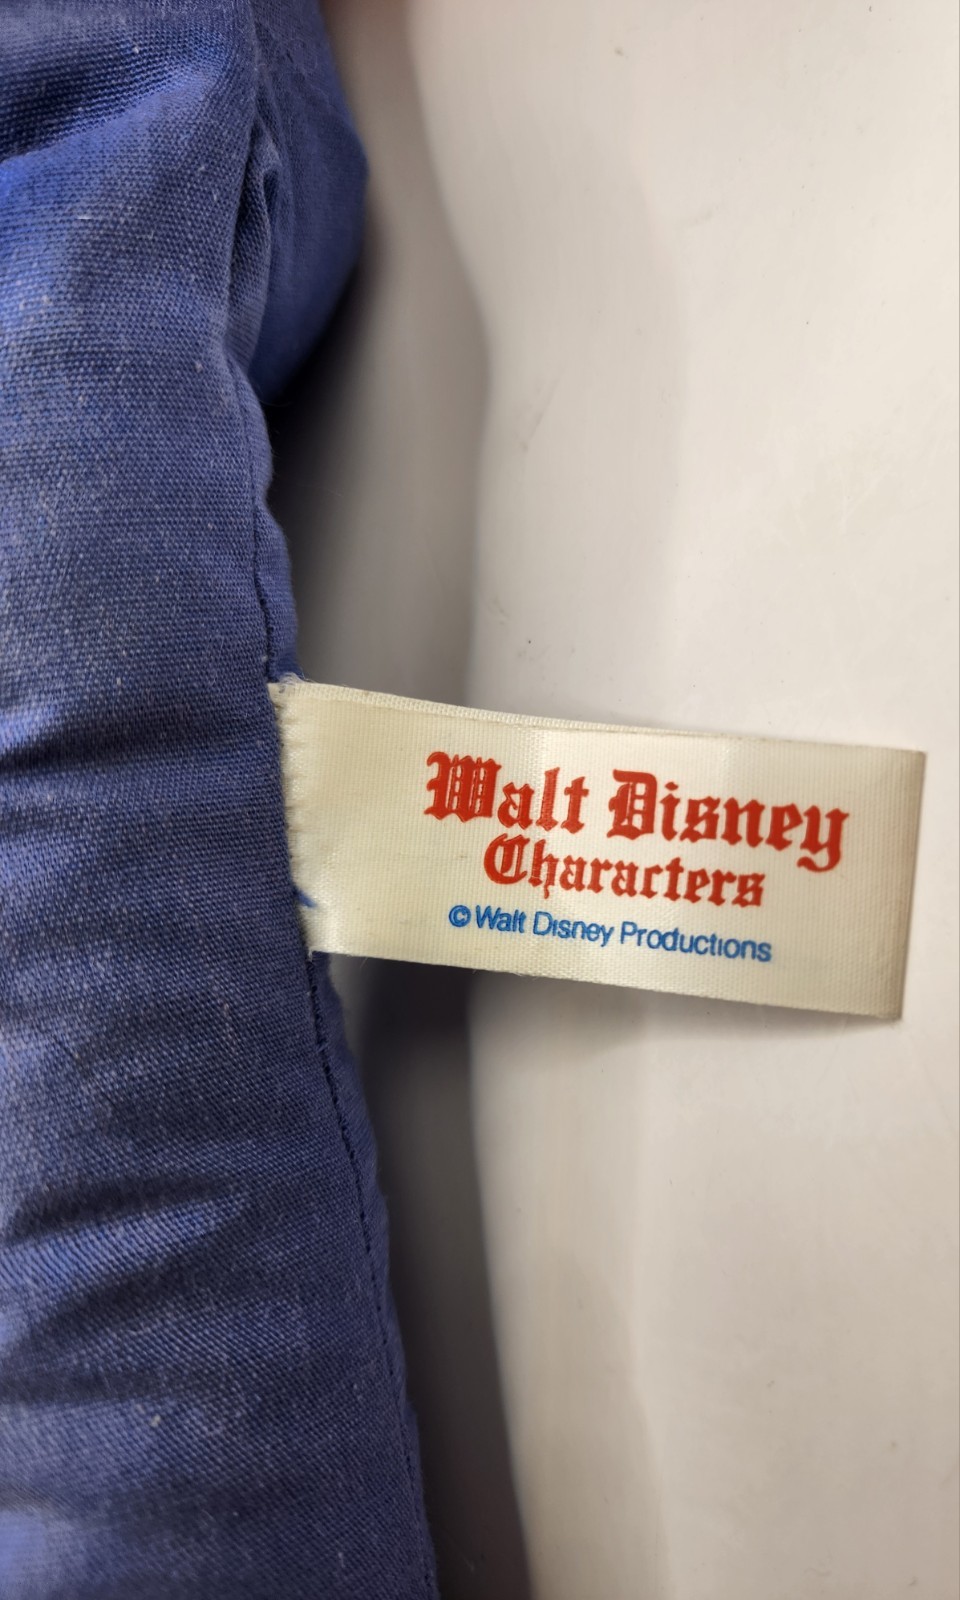 Walt Disney
Characters
© Walt Disney Productions